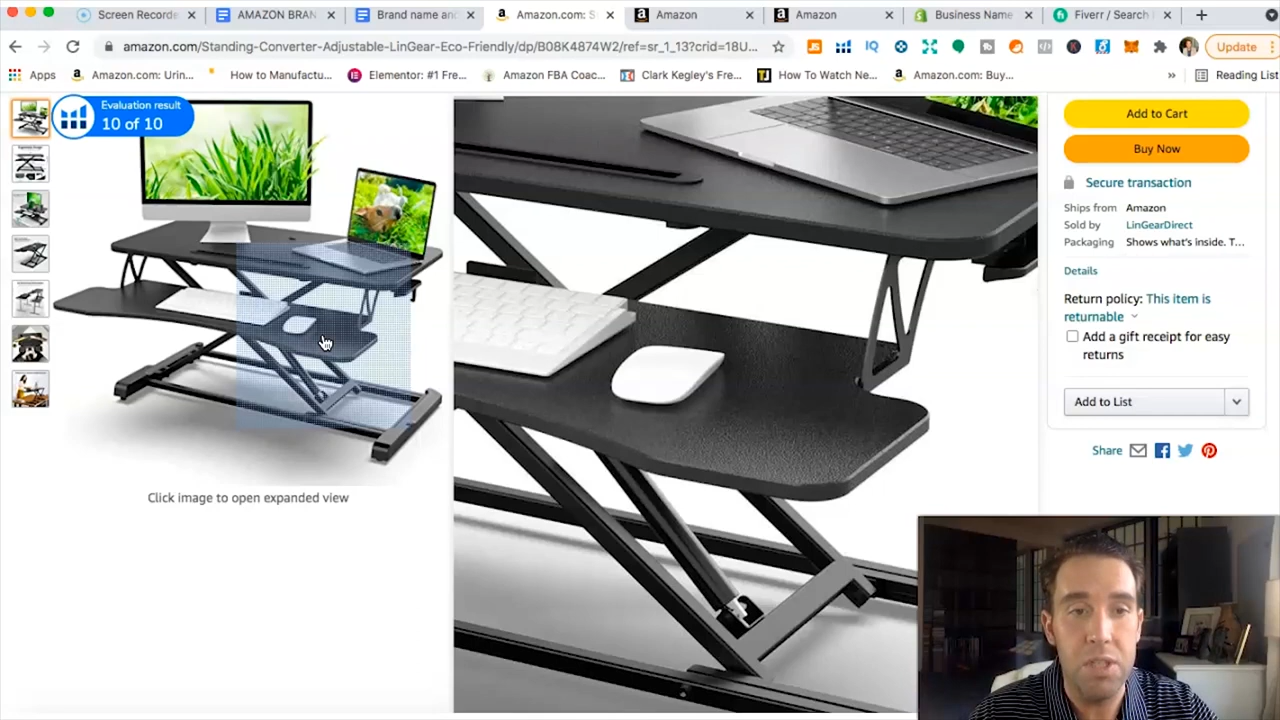 Screen Recorde
AMAZON BRAN
Brand name and
Amazon.com: S
Amazon
Amazon
Business Name
Fiverr / Search
amazon.com/Standing-Converter-Adjustable-LinGear-Eco-Friendly/dp/B08K4874W2/ref=sr_1_13?crid=18U...
IQ
Update
Apps
Amazon.com: Urin...
How to Manufactu...
Elementor: #1 Fre...
Amazon FBA Coac...
Clark Kegley's Fre...
How To Watch Ne...
Amazon.com: Buy...
»
Reading List
Evaluation result
10 of 10
Click image to open expanded view
Add to Cart
Buy Now
Secure transaction
Ships from Amazon
Sold by LinGearDirect
Packaging Shows what's inside. T...
Details
Return policy: This item is
returnable
Add a gift receipt for easy
returns
Add to List
Share